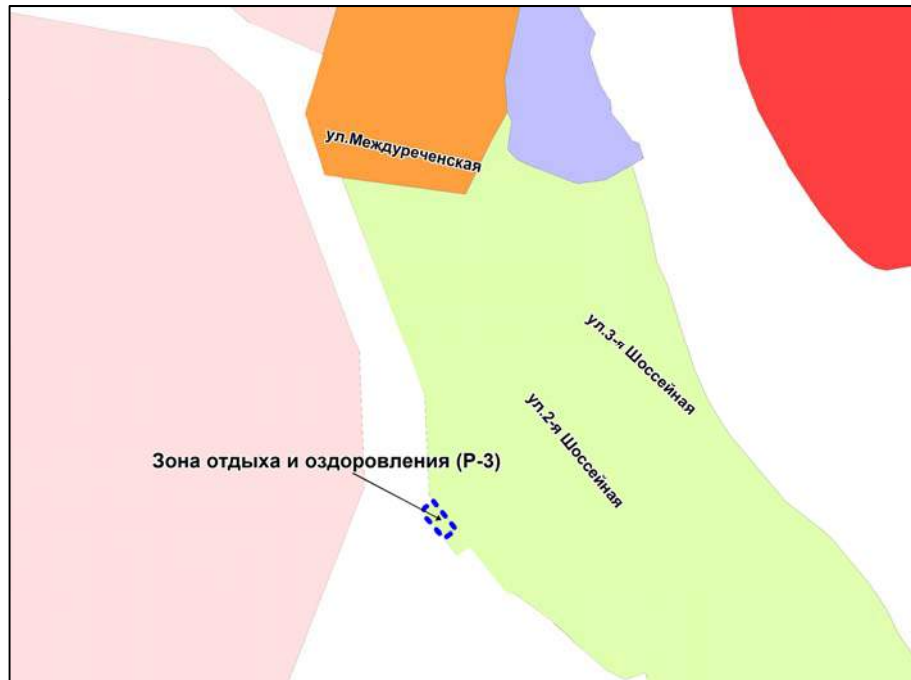 ул.Междуреченская
ул.3-я Шоссейная
ул.2-я Шоссейная
Зона отдыха и оздоровления (Р-3)